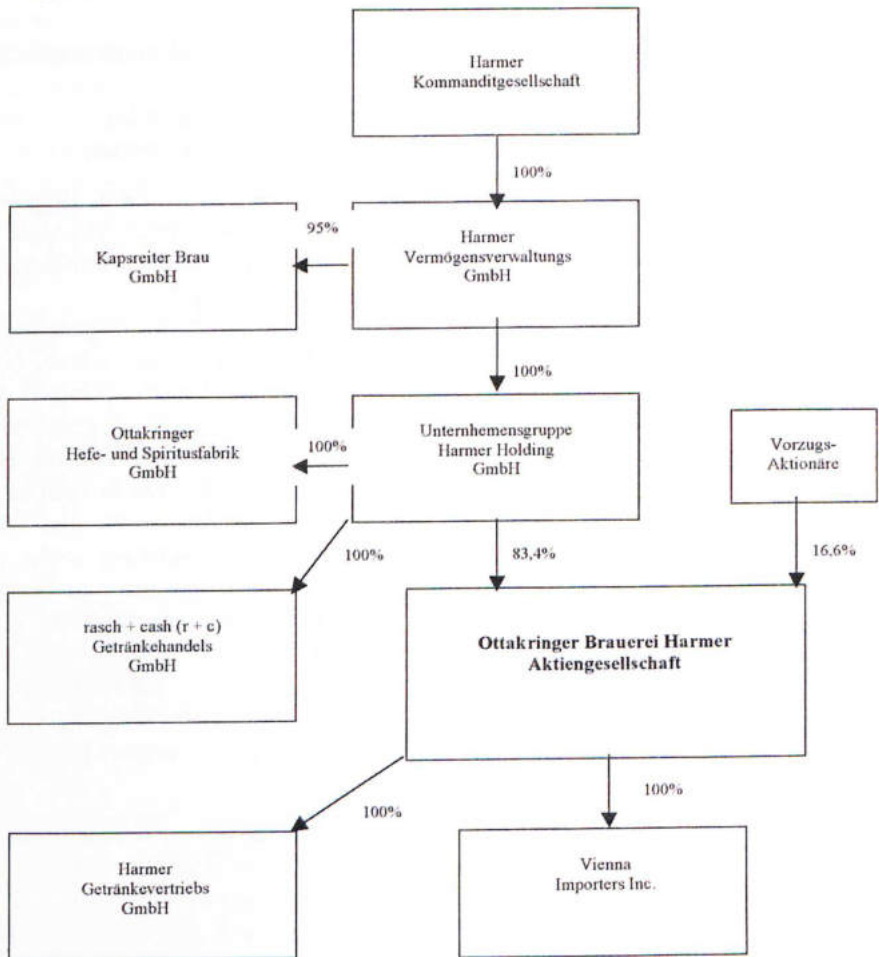 Harmer
Kommanditgesellschaft
100%
Kapsreiter Brau
GmbH
95%
Harmer
Vermögensverwaltungs
GmbH
100%
Ottakringer
Hefe- und Spiritusfabrik
GmbH
100%
Unternhemensgruppe
Harmer Holding
GmbH
Vorzugs-
Aktionäre
100%
83,4%
16,6%
rasch + cash (r + c)
Getränkehandels
GmbH
Ottakringer Brauerei Harmer
Aktiengesellschaft
100%
100%
Harmer
Getränkevertriebs
GmbH
Vienna
Importers Inc.